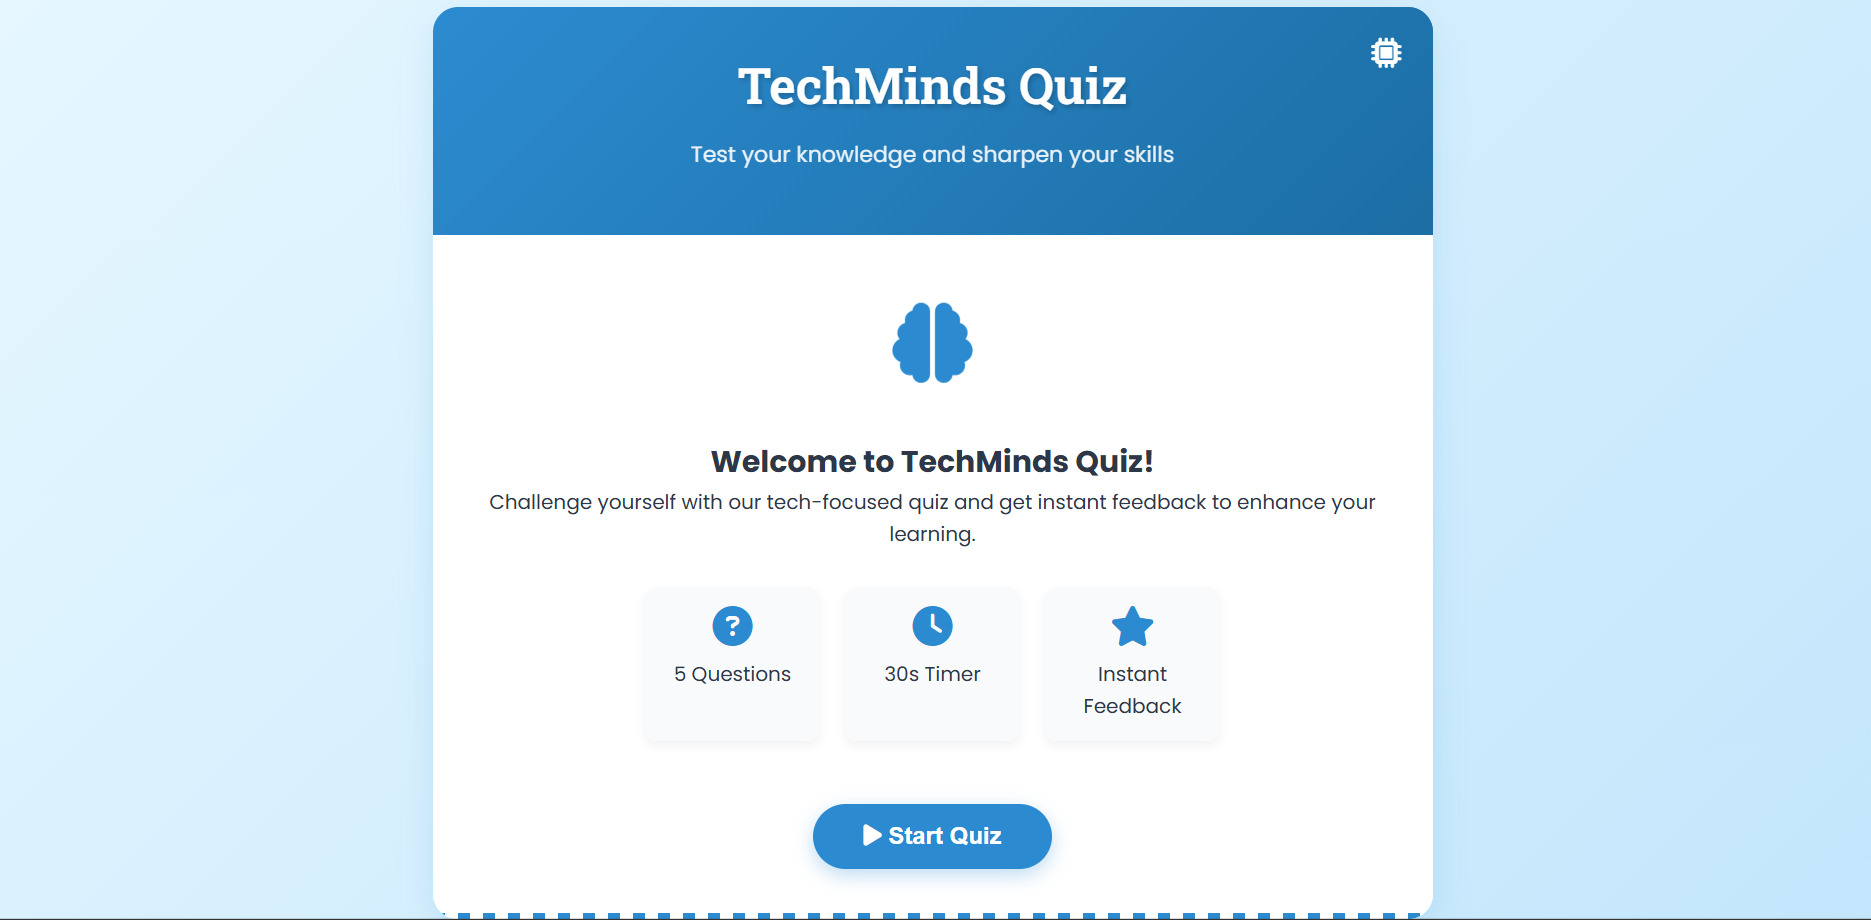 TechMinds Quiz
Test your knowledge and sharpen your skills
Welcome to TechMinds Quiz!
Challenge yourself with our tech-focused quiz and get instant feedback to enhance your
learning.
?
5 Questions
30s Timer
Instant
Feedback
Start Quiz